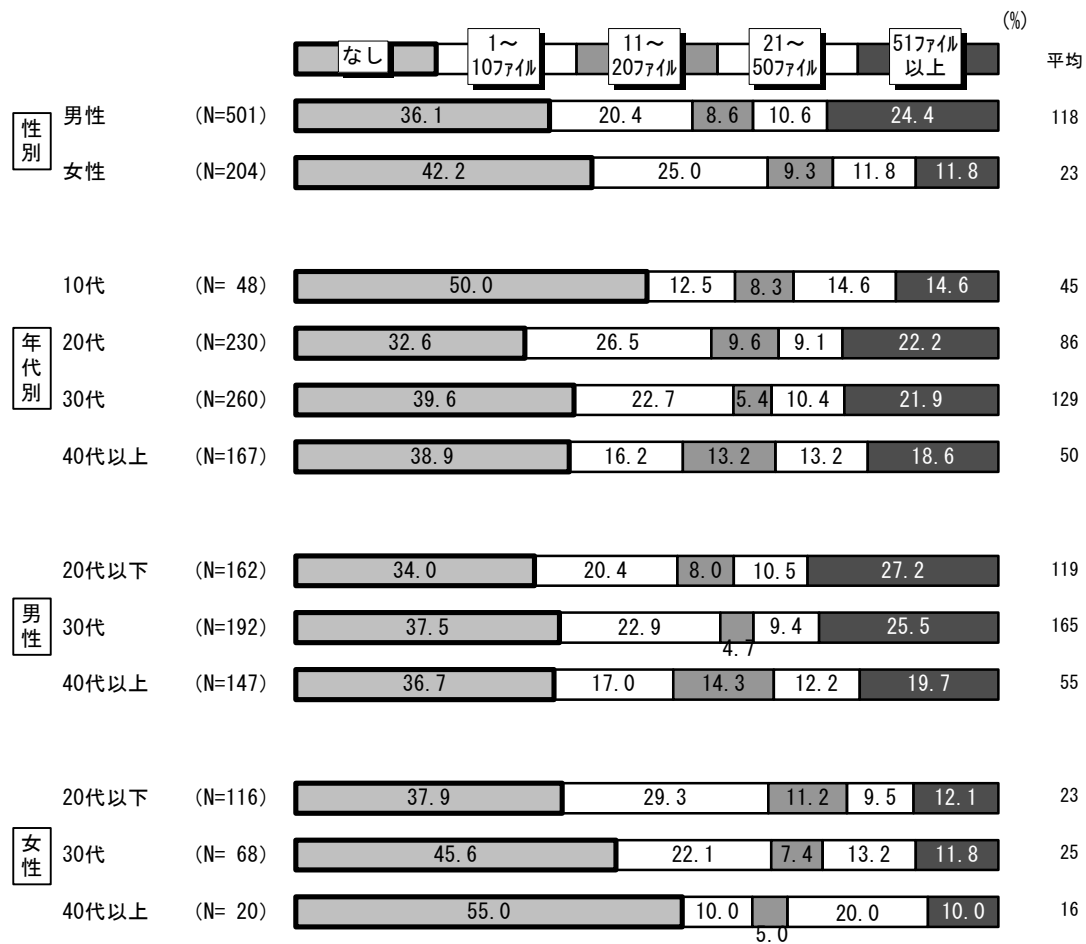 (%)
なし 1～10ファイル 11～20ファイル 21～50ファイル 51ファイル以上 平均
性別
男性 (N=501) 36.1 20.4 8.6 10.6 24.4 118
女性 (N=204) 42.2 25.0 9.3 11.8 11.8 23
年代別
10代 (N= 48) 50.0 12.5 8.3 14.6 14.6 45
20代 (N=230) 32.6 26.5 9.6 9.1 22.2 86
30代 (N=260) 39.6 22.7 5.4 10.4 21.9 129
40代以上 (N=167) 38.9 16.2 13.2 13.2 18.6 50
男性
20代以下 (N=162) 34.0 20.4 8.0 10.5 27.2 119
30代 (N=192) 37.5 22.9 4.7 9.4 25.5 165
40代以上 (N=147) 36.7 17.0 14.3 12.2 19.7 55
女性
20代以下 (N=116) 37.9 29.3 11.2 9.5 12.1 23
30代 (N= 68) 45.6 22.1 7.4 13.2 11.8 25
40代以上 (N= 20) 55.0 10.0 5.0 20.0 10.0 16